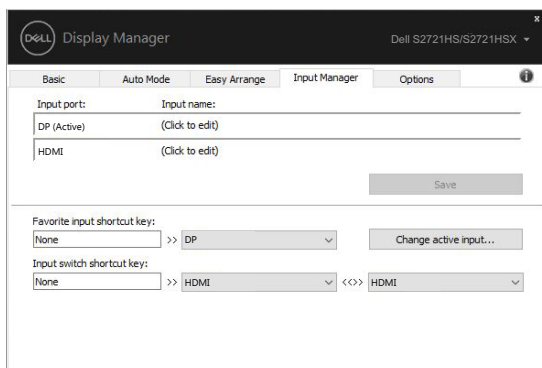 x
DELL Display Manager
Dell S2721HS/S2721HSX
Basic Auto Mode Easy Arrange Input Manager Options i
Input port: Input name:
DP (Active) (Click to edit)
HDMI (Click to edit)
Save
Favorite input shortcut key:
None >> DP Change active input...
Input switch shortcut key:
None >> HDMI <<>> HDMI